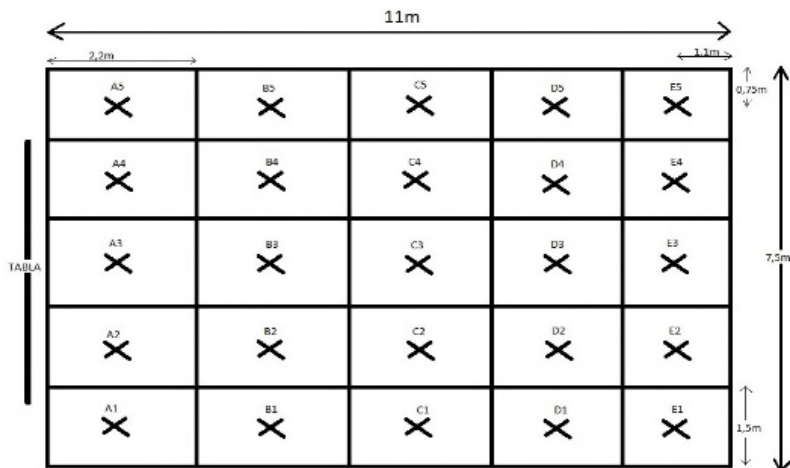 11m
2,2m
1,1m
A5
B5
C5
D5
E5
0,75m
A4
B4
C4
D4
E4
A3
B3
C3
D3
E3
TABLA
7,5m
A2
B2
C2
D2
E2
A1
B1
C1
D1
E1
1,5m